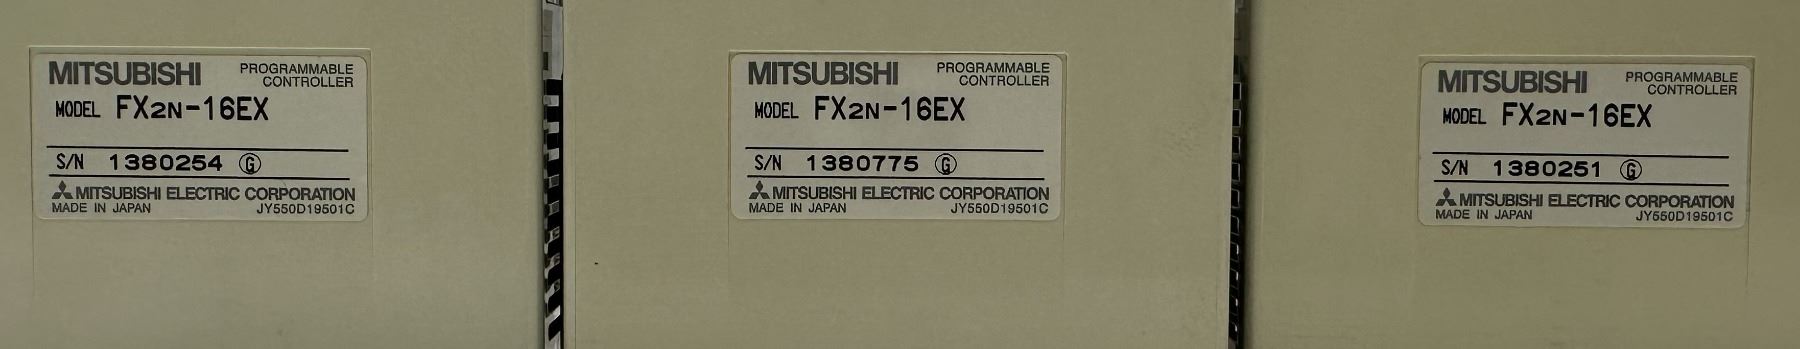 MITSUBISHI PROGRAMMABLE
CONTROLLER
MODEL FX2N-16EX
S/N 1380254 Ⓖ
MITSUBISHI ELECTRIC CORPORATION
MADE IN JAPAN JY550D19501C
MITSUBISHI PROGRAMMABLE
CONTROLLER
MODEL FX2N-16EX
S/N 1380775 Ⓖ
MITSUBISHI ELECTRIC CORPORATION
MADE IN JAPAN JY550D19501C
MITSUBISHI PROGRAMMABLE
CONTROLLER
MODEL FX2N-16EX
S/N 1380251 Ⓖ
MITSUBISHI ELECTRIC CORPORATION
MADE IN JAPAN JY550D19501C